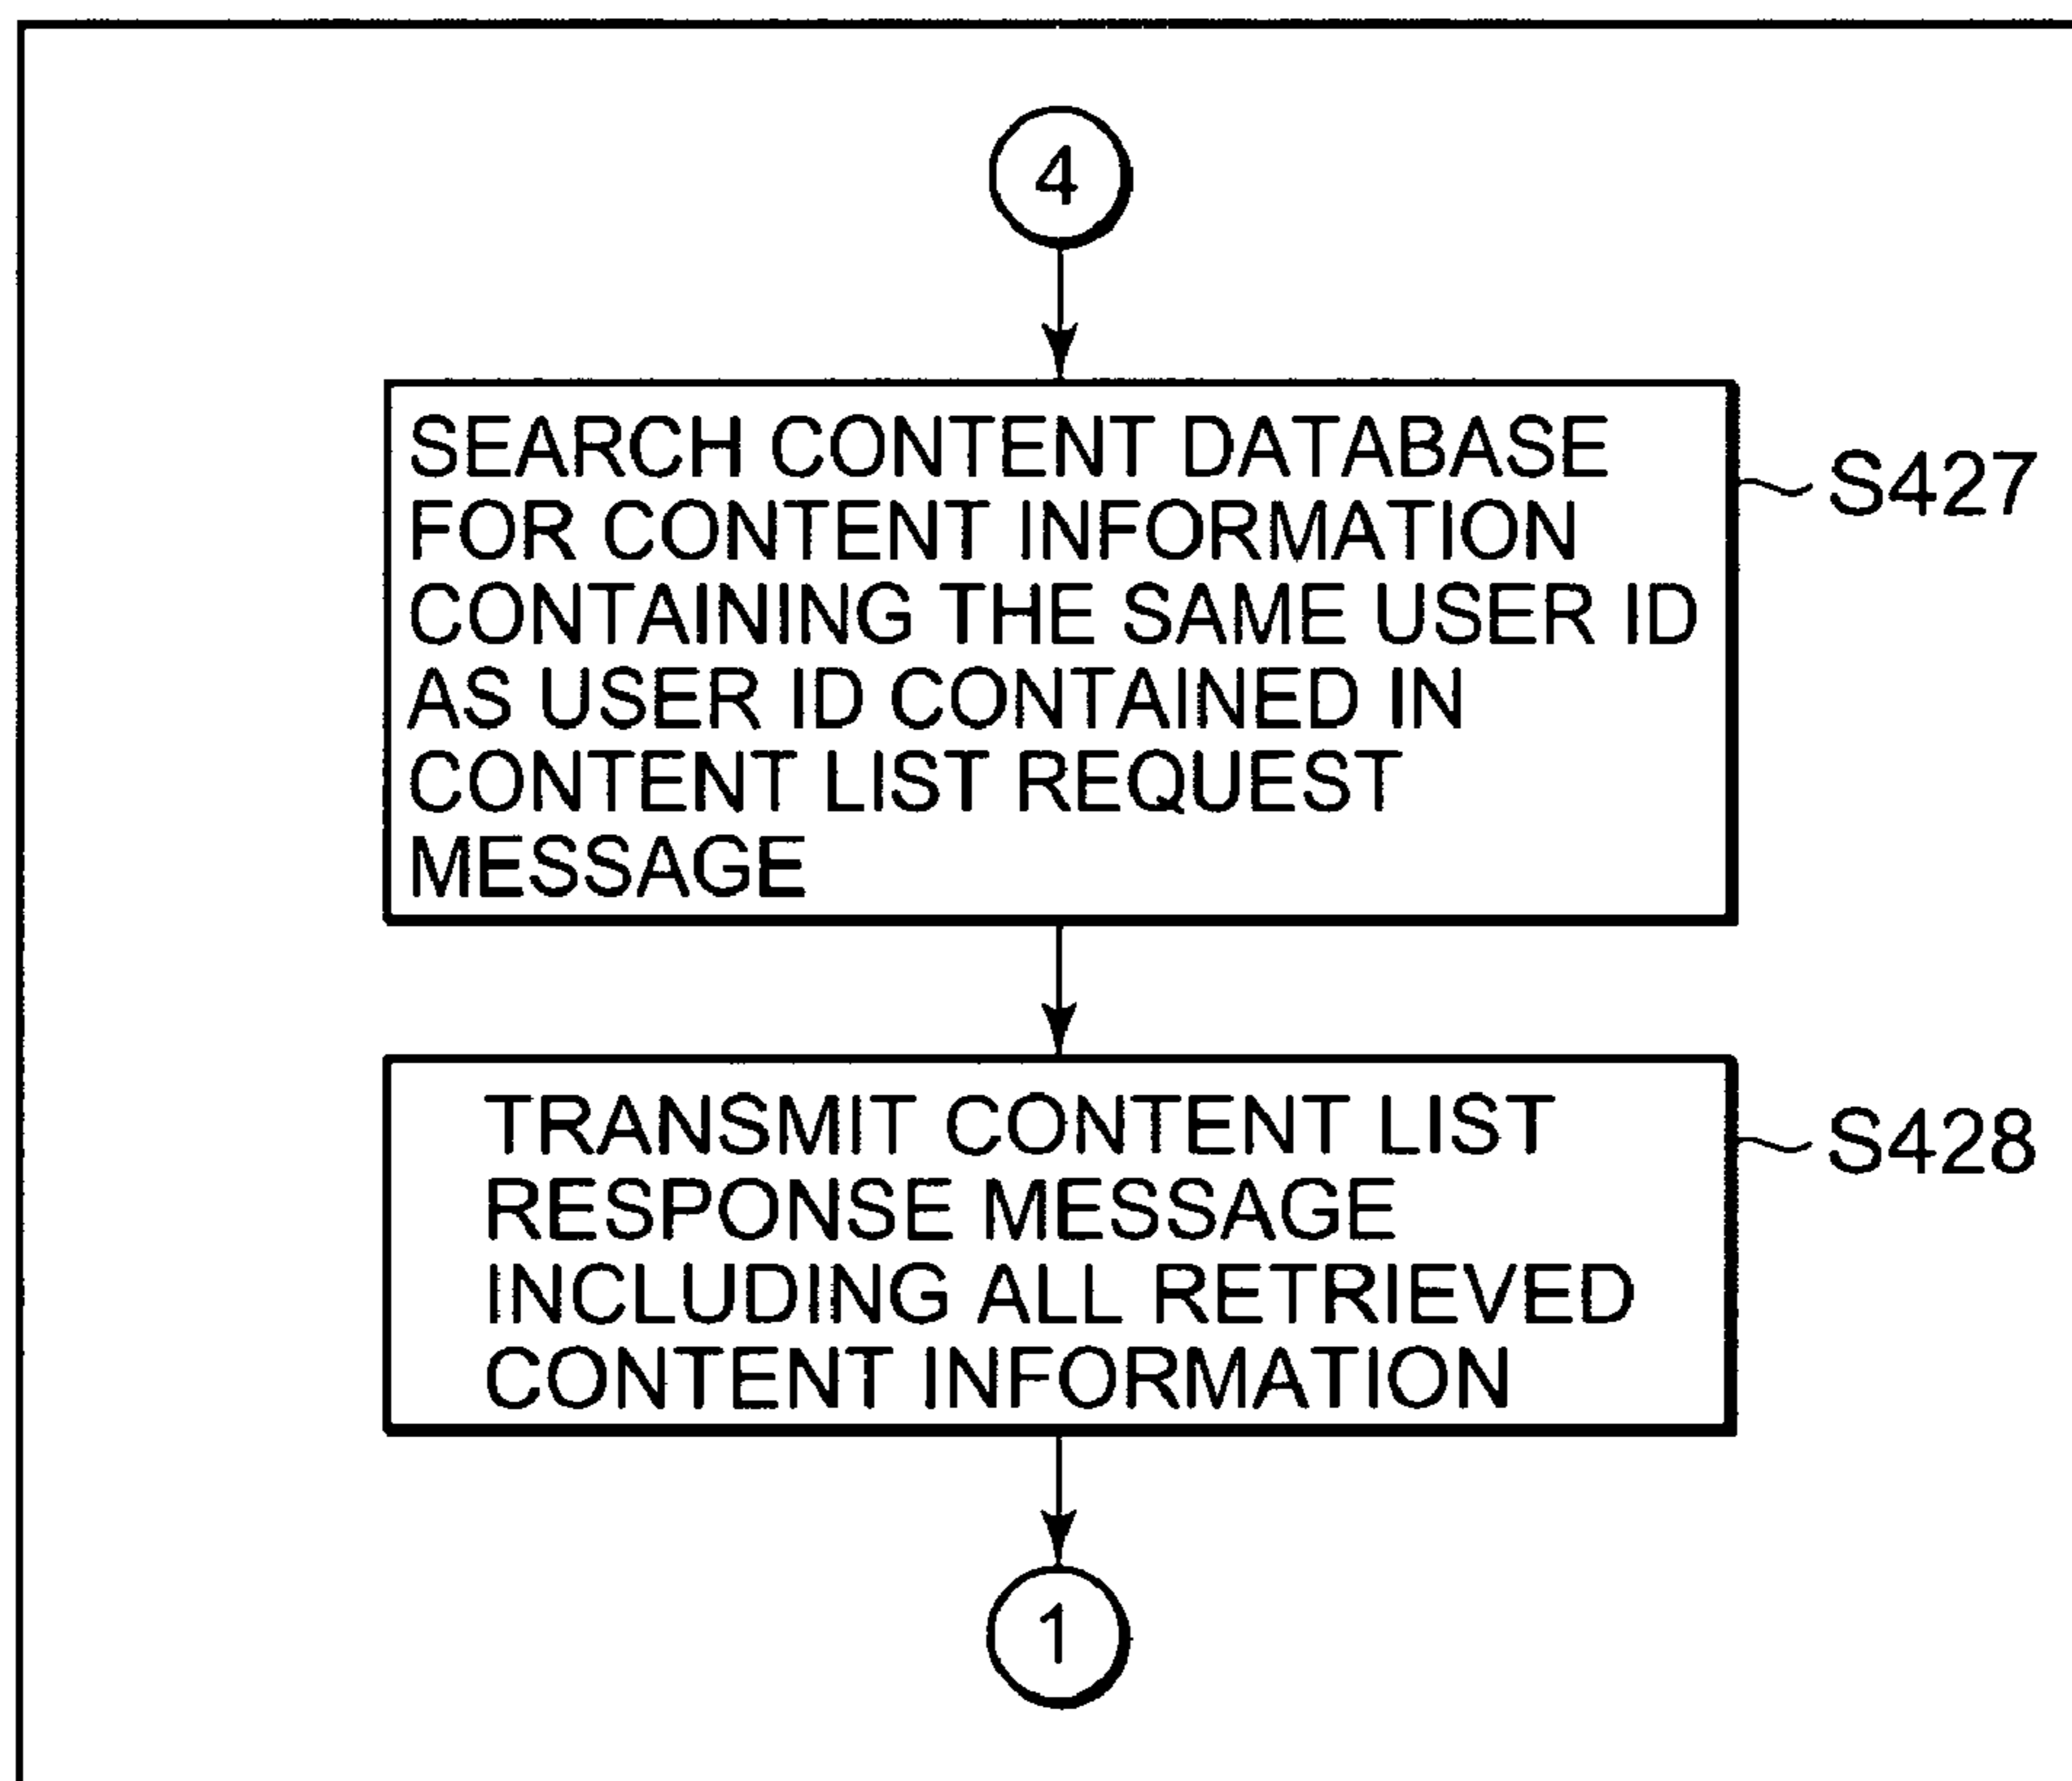 4
SEARCH CONTENT DATABASE
FOR CONTENT INFORMATION
CONTAINING THE SAME USER ID
AS USER ID CONTAINED IN
CONTENT LIST REQUEST
MESSAGE
S427
TRANSMIT CONTENT LIST
RESPONSE MESSAGE
INCLUDING ALL RETRIEVED
CONTENT INFORMATION
S428
1